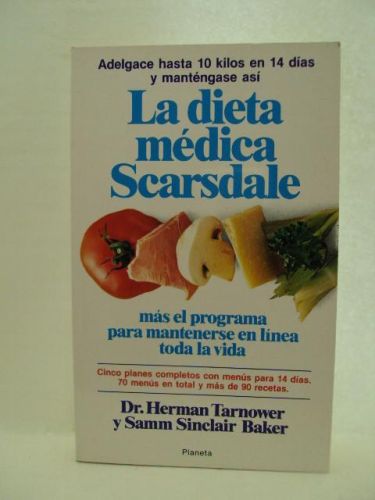 Adelgace hasta 10 kilos en 14 días
y manténgase así
La dieta
médica
Scarsdale
más el programa
para mantenerse en línea
toda la vida
Cinco planes completos con menús para 14 días.
70 menús en total y más de 90 recetas.
Dr. Herman Tarnower
y Samm Sinclair Baker
Planeta